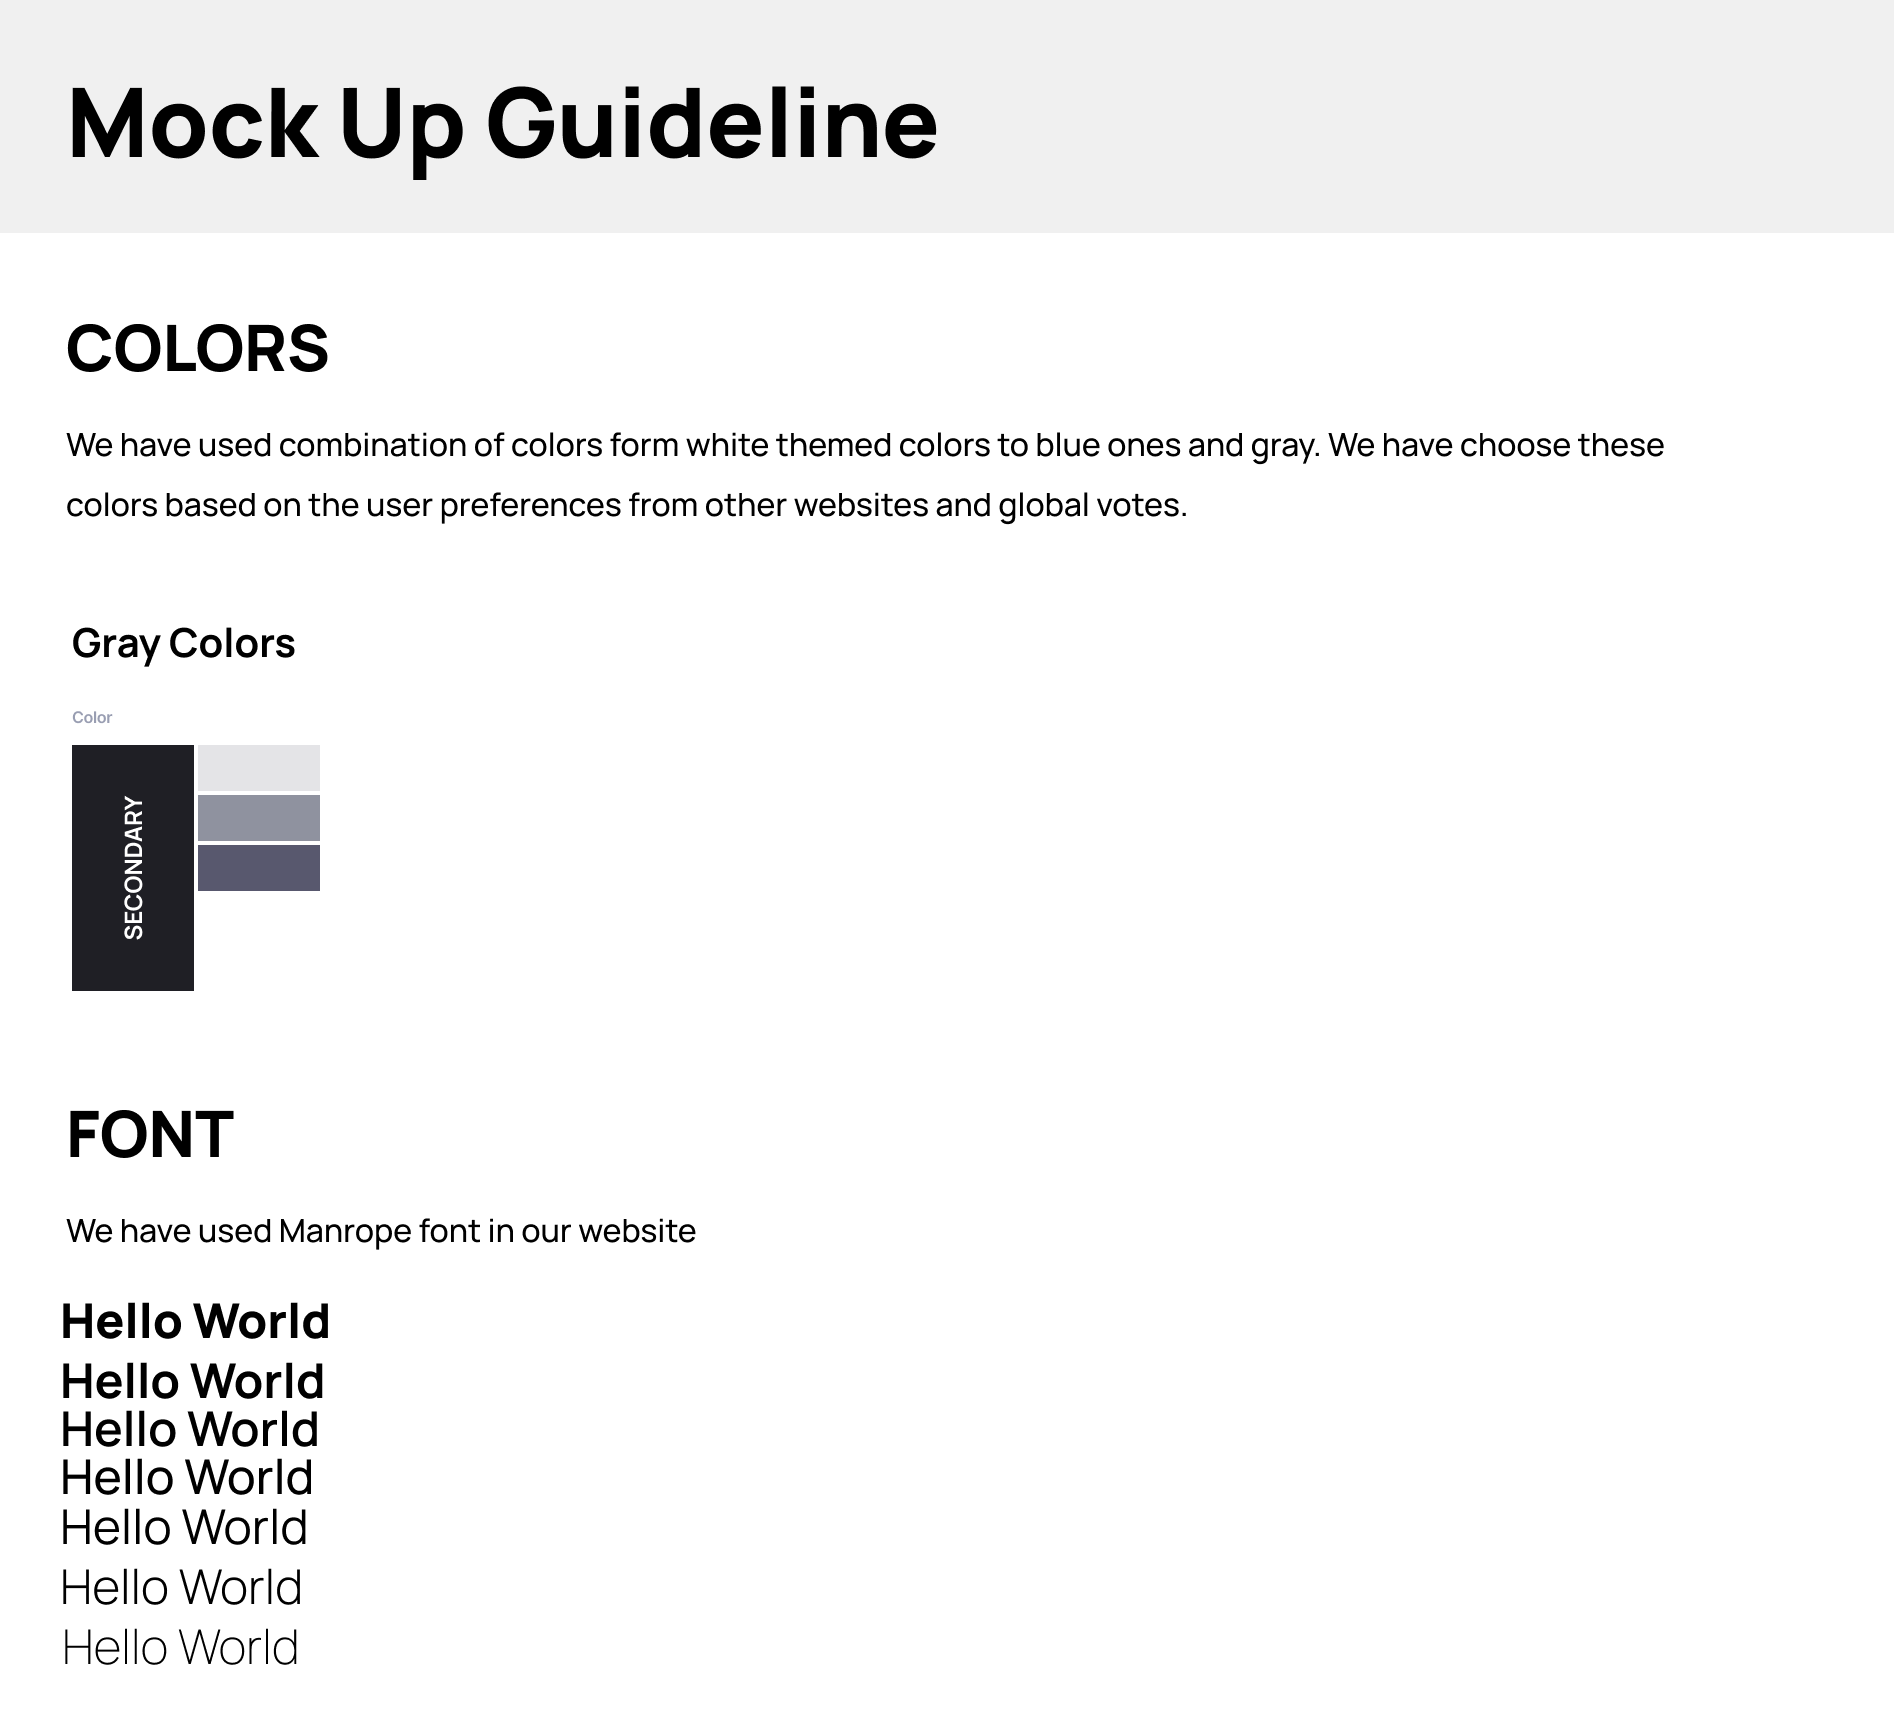 Mock Up Guideline
COLORS
We have used combination of colors form white themed colors to blue ones and gray. We have choose these
colors based on the user preferences from other websites and global votes.
Gray Colors
Color
SECONDARY
FONT
We have used Manrope font in our website
Hello World
Hello World
Hello World
Hello World
Hello World
Hello World
Hello World